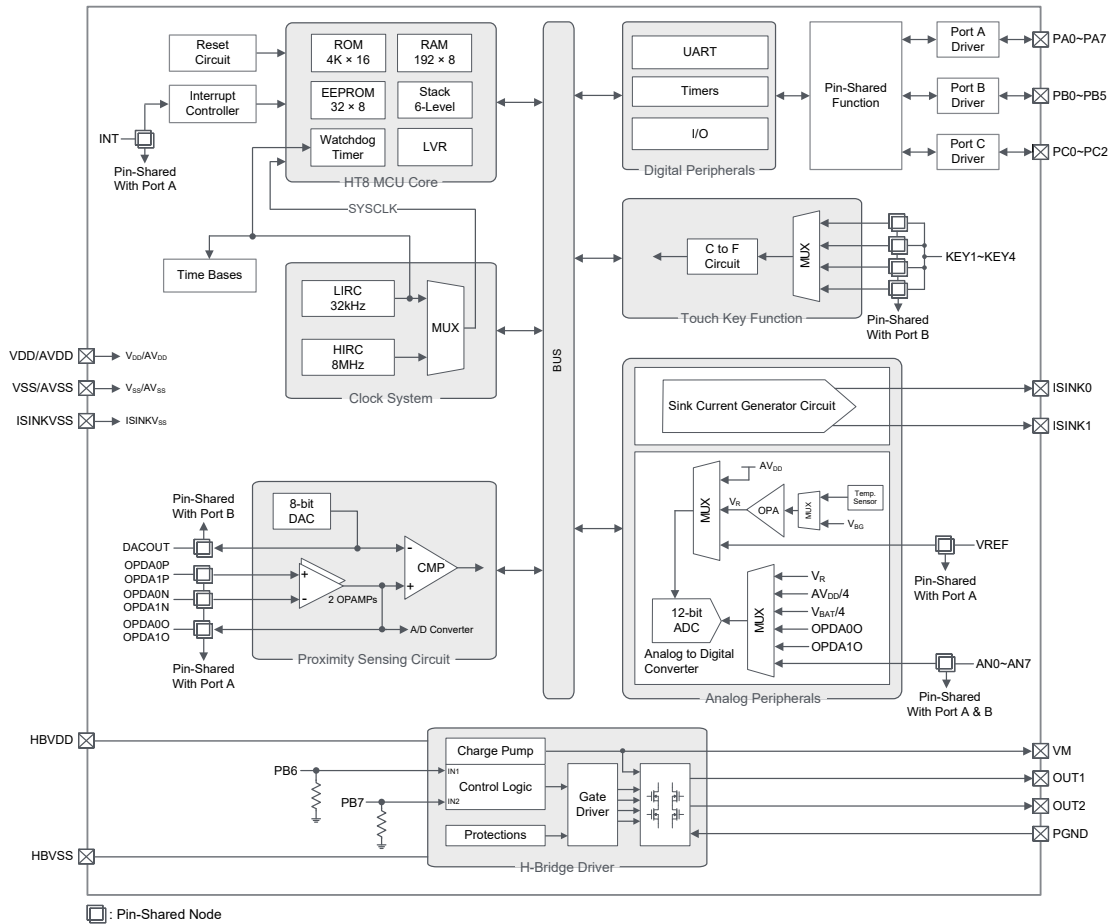 Reset
Circuit
Interrupt
Controller
INT
Pin-Shared
With Port A
ROM
4K × 16
RAM
192 × 8
EEPROM
32 × 8
Stack
6-Level
Watchdog
Timer
LVR
HT8 MCU Core
SYSCLK
Time Bases
LIRC
32kHz
HIRC
8MHz
MUX
Clock System
BUS
UART
Timers
I/O
Digital Peripherals
Pin-Shared
Function
Port A
Driver
Port B
Driver
Port C
Driver
PA0~PA7
PB0~PB5
PC0~PC2
C to F
Circuit
MUX
KEY1~KEY4
Pin-Shared
With Port B
Touch Key Function
VDD/AVDD
VDD/AVDD
VSS/AVSS
VSS/AVSS
ISINKVSS
ISINKVSS
Sink Current Generator Circuit
ISINK0
ISINK1
AVDD
MUX
VR
OPA
MUX
Temp.
Sensor
VBG
VREF
Pin-Shared
With Port A
12-bit
ADC
Analog to Digital
Converter
MUX
VR
AVDD/4
VBAT/4
OPDA0O
OPDA1O
AN0~AN7
Pin-Shared
With Port A & B
Analog Peripherals
Pin-Shared
With Port B
8-bit
DAC
DACOUT
OPDA0P
OPDA1P
OPDA0N
OPDA1N
OPDA0O
OPDA1O
+
-
2 OPAMPs
-
+
CMP
A/D Converter
Pin-Shared
With Port A
Proximity Sensing Circuit
HBVDD
HBVSS
PB6
PB7
Charge Pump
IN1
Control Logic
IN2
Protections
Gate
Driver
H-Bridge Driver
VM
OUT1
OUT2
PGND
: Pin-Shared Node